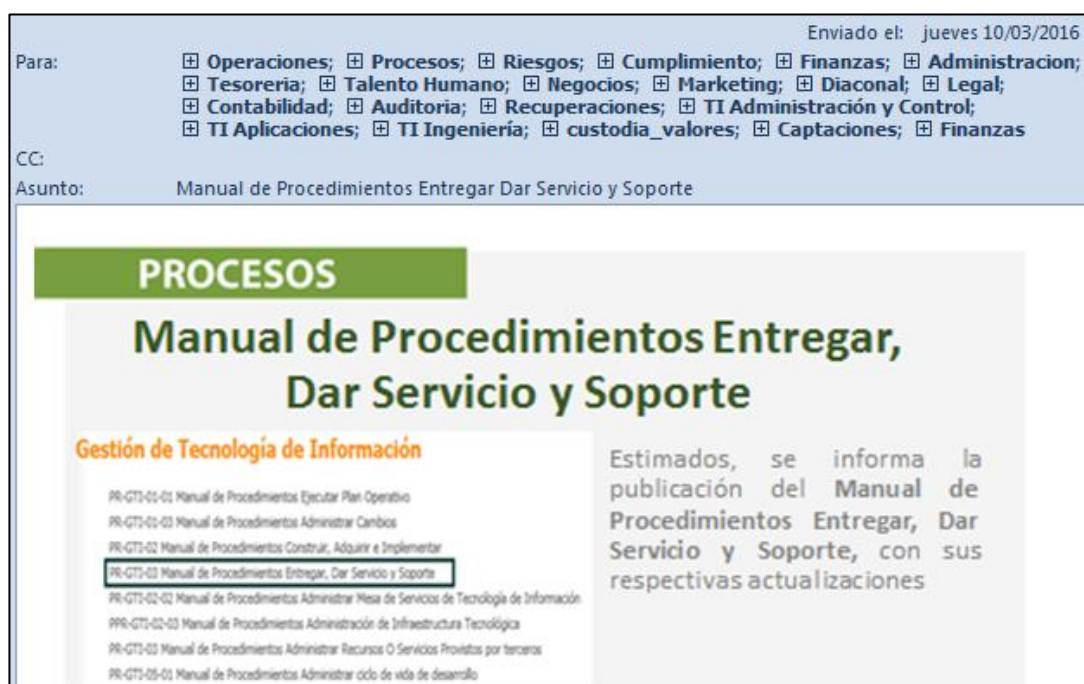 Enviado el: jueves 10/03/2016
Para: Operaciones; Procesos; Riesgos; Cumplimiento; Finanzas; Administracion;
Tesoreria; Talento Humano; Negocios; Marketing; Diaconal; Legal;
Contabilidad; Auditoria; Recuperaciones; TI Administración y Control;
TI Aplicaciones; TI Ingeniería; custodia_valores; Captaciones; Finanzas
CC:
Asunto: Manual de Procedimientos Entregar Dar Servicio y Soporte
PROCESOS
Manual de Procedimientos Entregar,
Dar Servicio y Soporte
Gestión de Tecnología de Información
PR-GTI-01-01 Manual de Procedimientos Ejecutar Plan Operativo
PR-GTI-01-03 Manual de Procedimientos Administrar Cambios
PR-GTI-02 Manual de Procedimientos Construir, Adquirir e Implementar
PR-GTI-03 Manual de Procedimientos Entregar, Dar Servicio y Soporte
PR-GTI-02-02 Manual de Procedimientos Administrar Mesa de Servicios de Tecnología de Información
PPR-GTI-02-03 Manual de Procedimientos Administración de Infraestructura Tecnológica
PR-GTI-03 Manual de Procedimientos Administrar Recursos O Servicios Provistos por terceros
PR-GTI-05-01 Manual de Procedimientos Administrar ciclo de vida de desarrollo
Estimados, se informa la
publicación del Manual de
Procedimientos Entregar, Dar
Servicio y Soporte, con sus
respectivas actualizaciones